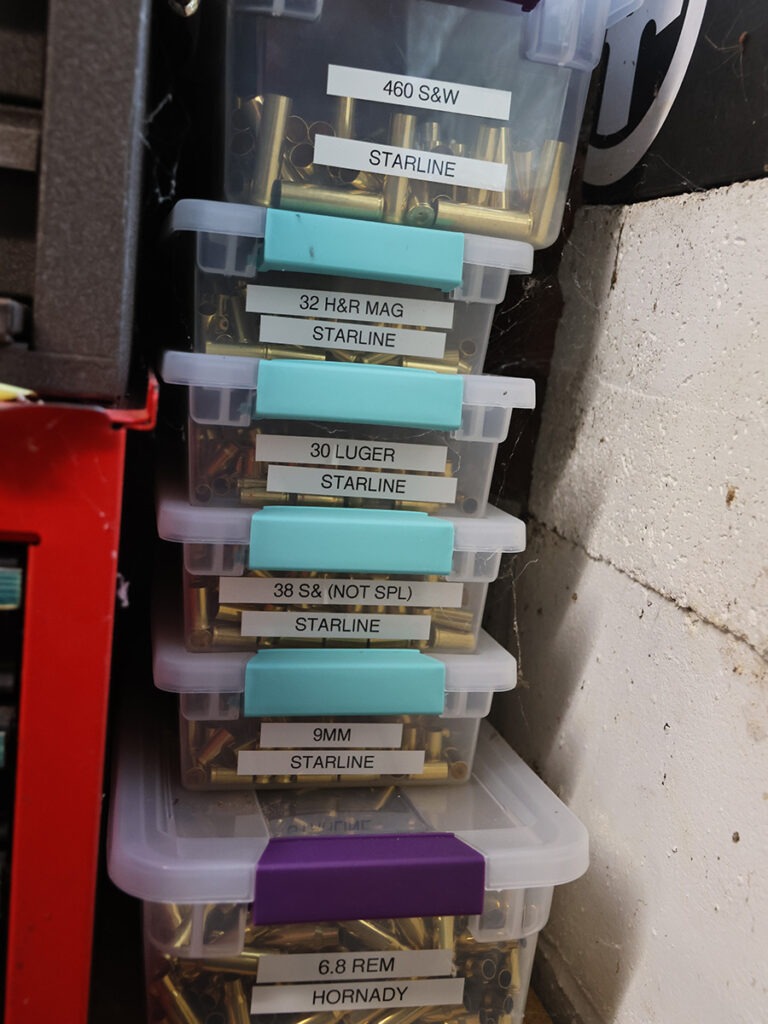 460 S&W
STARLINE
32 H&R MAG
STARLINE
30 LUGER
STARLINE
38 S& (NOT SPL)
STARLINE
9MM
STARLINE
6.8 REM
HORNADY